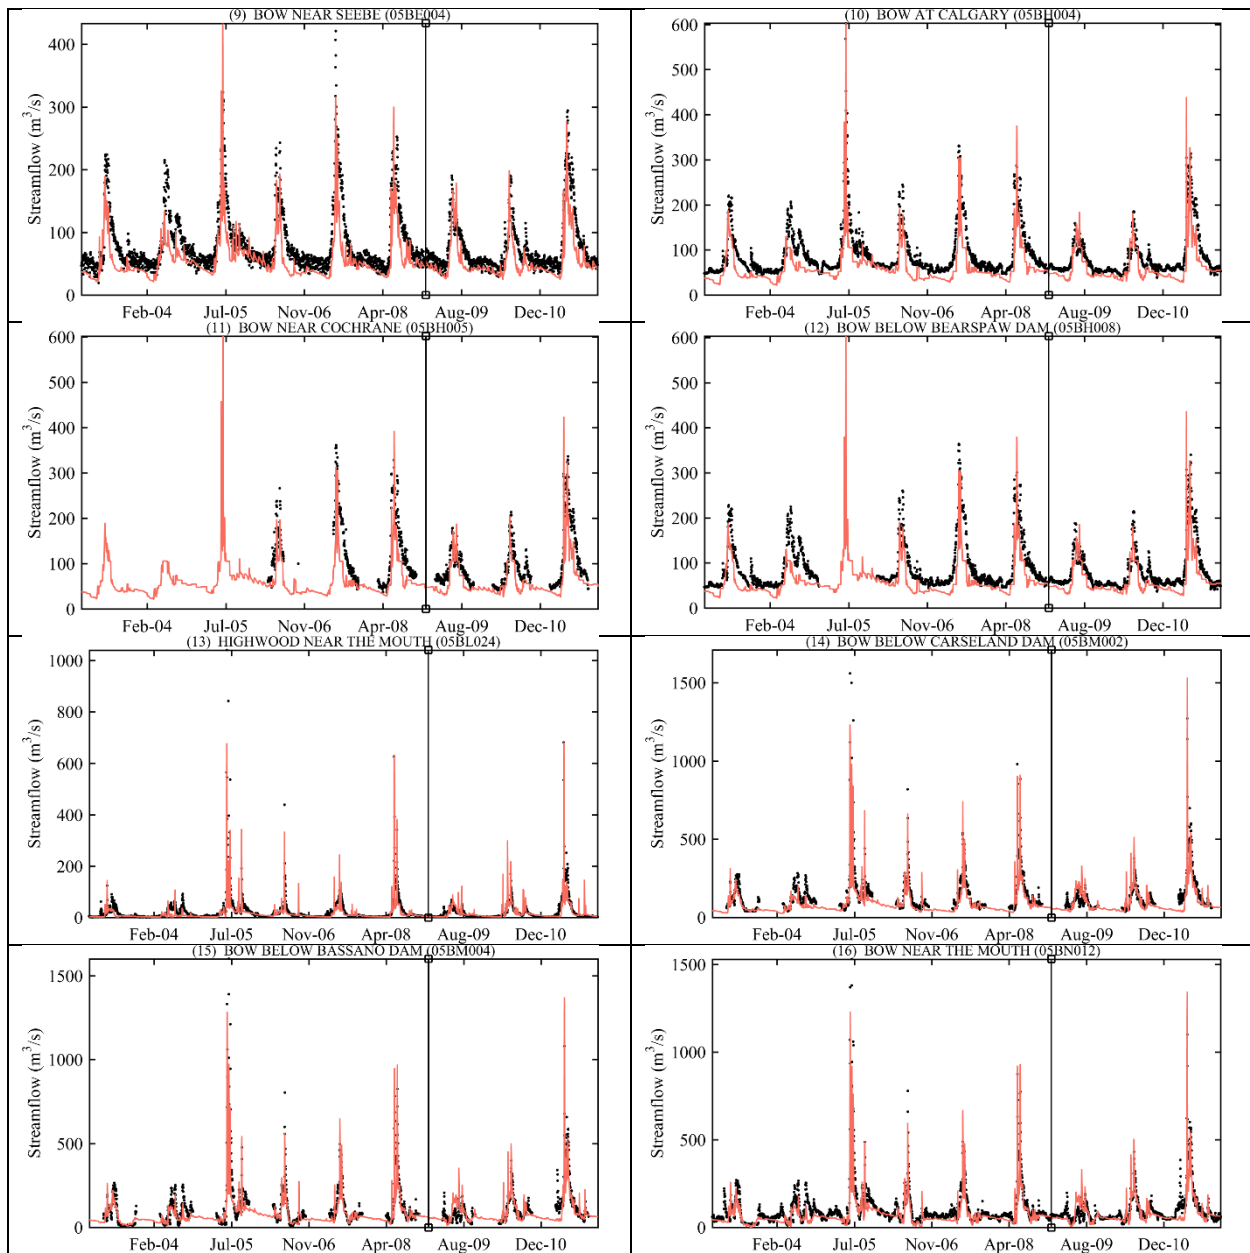 (9) BOW NEAR SEEBE (05BE004)
400
300
200
100
0
Streamflow (m³/s)
Feb-04 Jul-05 Nov-06 Apr-08 Aug-09 Dec-10
(10) BOW AT CALGARY (05BH004)
600
500
400
300
200
100
0
Streamflow (m³/s)
Feb-04 Jul-05 Nov-06 Apr-08 Aug-09 Dec-10
(11) BOW NEAR COCHRANE (05BH005)
600
500
400
300
200
100
0
Streamflow (m³/s)
Feb-04 Jul-05 Nov-06 Apr-08 Aug-09 Dec-10
(12) BOW BELOW BEARSPAW DAM (05BH008)
600
500
400
300
200
100
0
Streamflow (m³/s)
Feb-04 Jul-05 Nov-06 Apr-08 Aug-09 Dec-10
(13) HIGHWOOD NEAR THE MOUTH (05BL024)
1000
800
600
400
200
0
Streamflow (m³/s)
Feb-04 Jul-05 Nov-06 Apr-08 Aug-09 Dec-10
(14) BOW BELOW CARSELAND DAM (05BM002)
1500
1000
500
0
Streamflow (m³/s)
Feb-04 Jul-05 Nov-06 Apr-08 Aug-09 Dec-10
(15) BOW BELOW BASSANO DAM (05BM004)
1500
1000
500
0
Streamflow (m³/s)
Feb-04 Jul-05 Nov-06 Apr-08 Aug-09 Dec-10
(16) BOW NEAR THE MOUTH (05BN012)
1500
1000
500
0
Streamflow (m³/s)
Feb-04 Jul-05 Nov-06 Apr-08 Aug-09 Dec-10